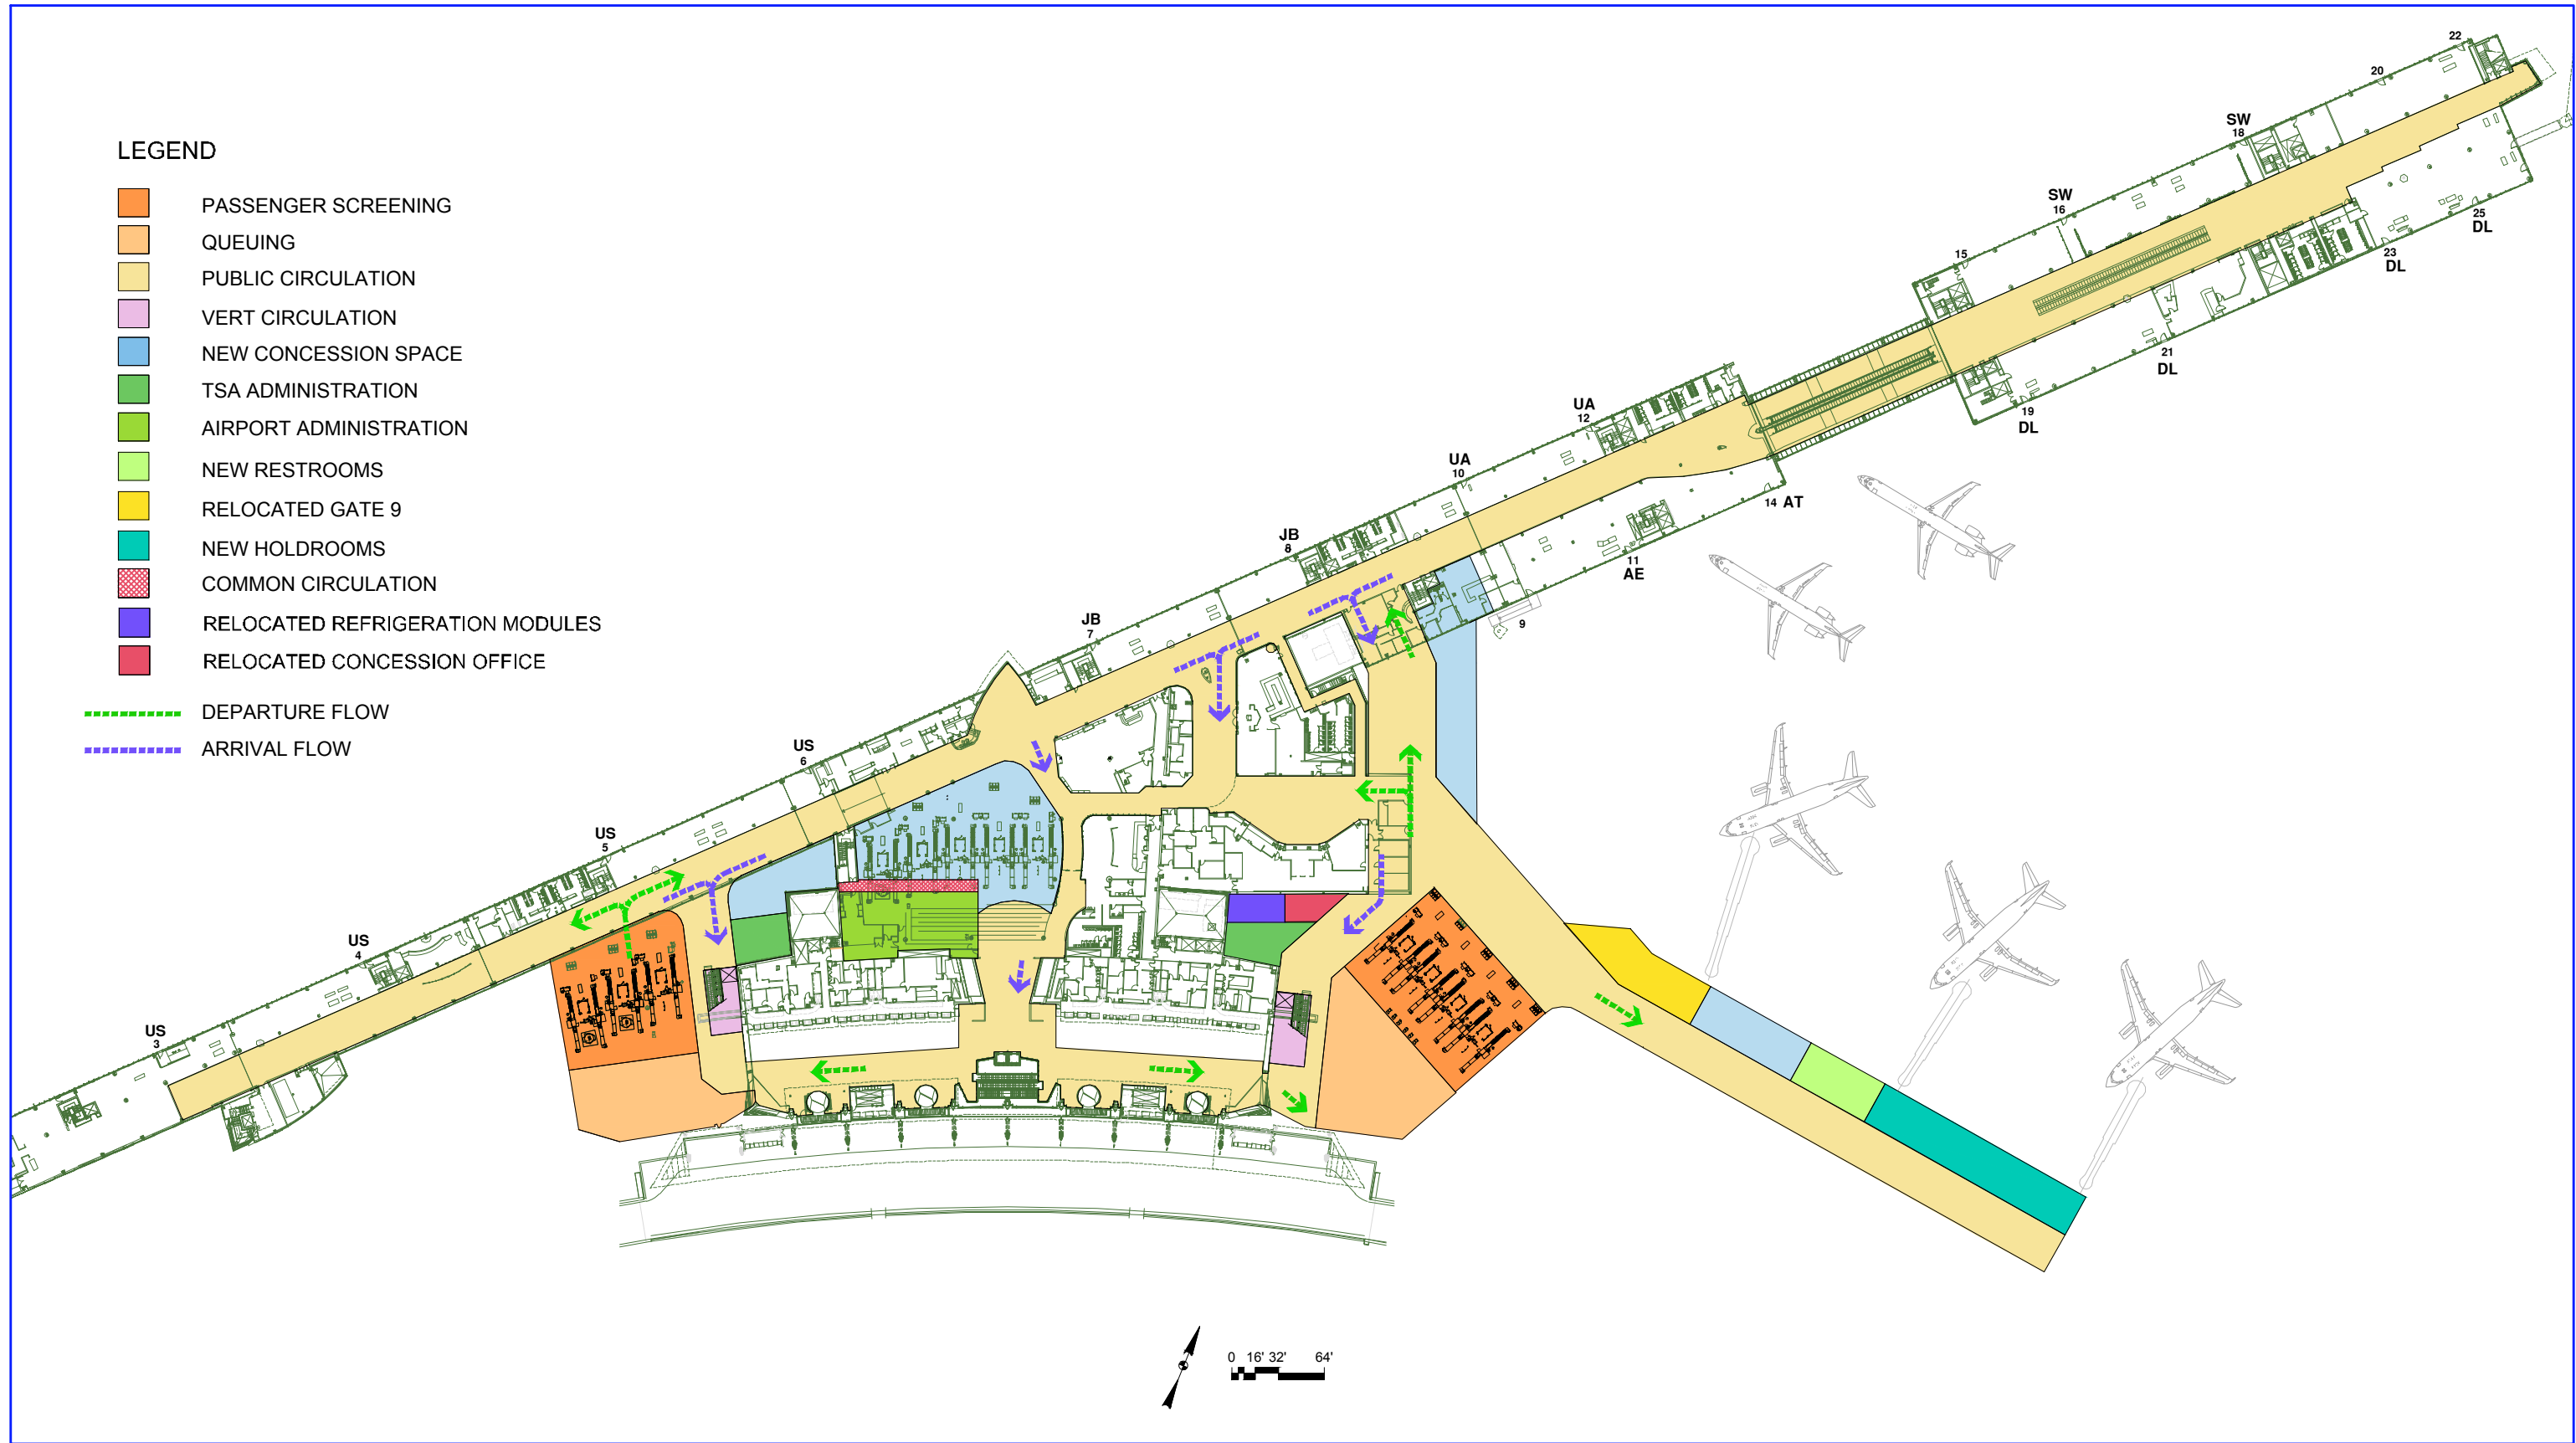 LEGEND
PASSENGER SCREENING
QUEUING
PUBLIC CIRCULATION
VERT CIRCULATION
NEW CONCESSION SPACE
TSA ADMINISTRATION
AIRPORT ADMINISTRATION
NEW RESTROOMS
RELOCATED GATE 9
NEW HOLDROOMS
COMMON CIRCULATION
RELOCATED REFRIGERATION MODULES
RELOCATED CONCESSION OFFICE
DEPARTURE FLOW
ARRIVAL FLOW
22
20
SW
18
SW
16
15
25
DL
23
DL
21
DL
19
DL
UA
12
UA
10
14 AT
JB
8
11
AE
9
JB
7
US
6
US
5
US
4
US
3
0 16' 32' 64'